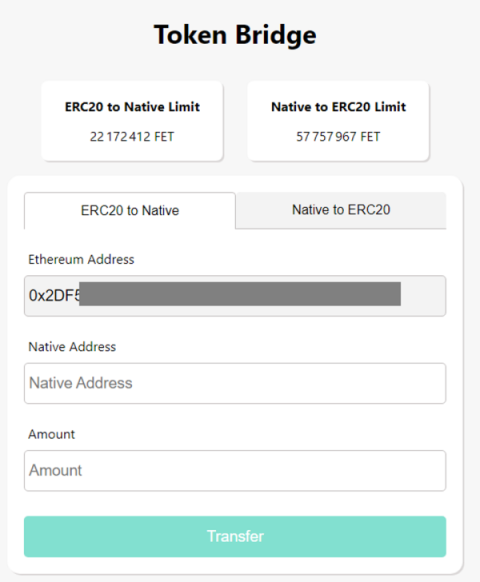 Token Bridge
ERC20 to Native Limit
22 172 412 FET
Native to ERC20 Limit
57 757 967 FET
ERC20 to Native
Native to ERC20
Ethereum Address
0x2DF5
Native Address
Native Address
Amount
Amount
Transfer